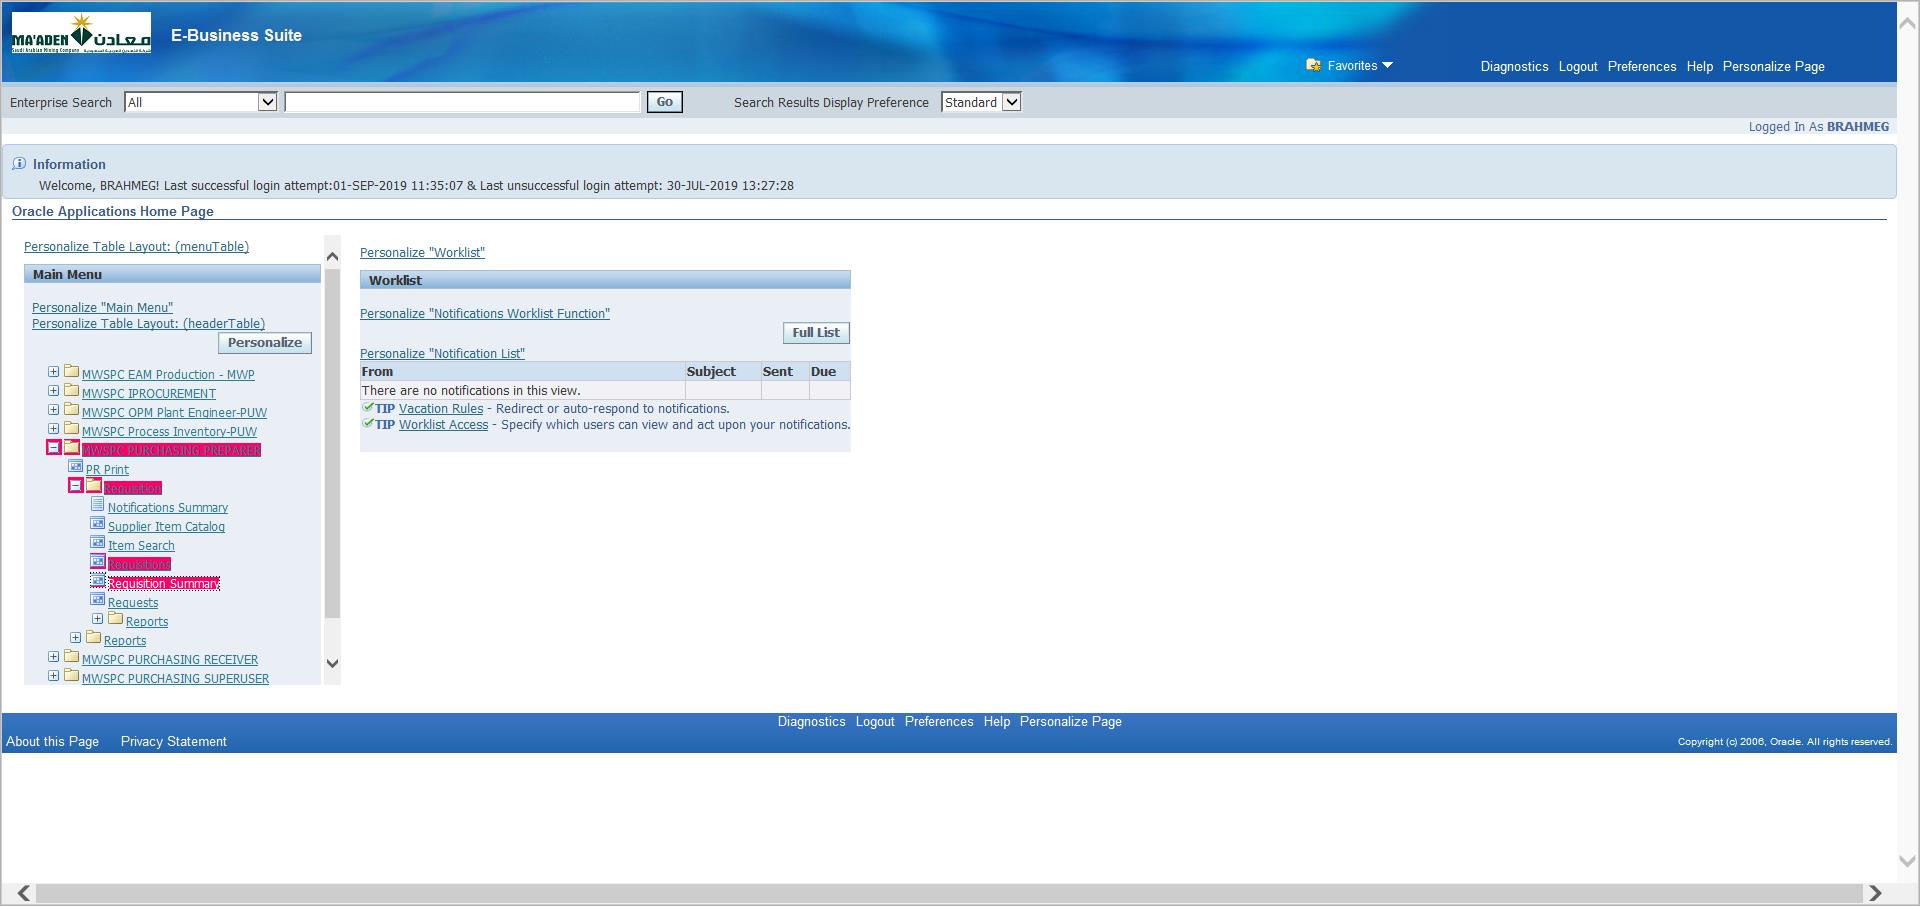 MA'ADEN معادن
Saudi Arabian Mining Company
E-Business Suite
Favorites
Diagnostics Logout Preferences Help Personalize Page
Enterprise Search All Go Search Results Display Preference Standard
Logged In As BRAHMEG
Information
Welcome, BRAHMEG! Last successful login attempt:01-SEP-2019 11:35:07 & Last unsuccessful login attempt: 30-JUL-2019 13:27:28
Oracle Applications Home Page
Personalize Table Layout: (menuTable)
Main Menu
Personalize "Main Menu"
Personalize Table Layout: (headerTable)
Personalize
MWSPC EAM Production - MWP
MWSPC IPROCUREMENT
MWSPC OPM Plant Engineer-PUW
MWSPC Process Inventory-PUW
MWSPC PURCHASING PREPARER
PR Print
Requisition
Notifications Summary
Supplier Item Catalog
Item Search
Requisitions
Requisition Summary
Requests
Reports
Reports
MWSPC PURCHASING RECEIVER
MWSPC PURCHASING SUPERUSER
Personalize "Worklist"
Worklist
Personalize "Notifications Worklist Function"
Full List
Personalize "Notification List"
From Subject Sent Due
There are no notifications in this view.
TIP Vacation Rules - Redirect or auto-respond to notifications.
TIP Worklist Access - Specify which users can view and act upon your notifications.
Diagnostics Logout Preferences Help Personalize Page
About this Page Privacy Statement
Copyright (c) 2006, Oracle. All rights reserved.